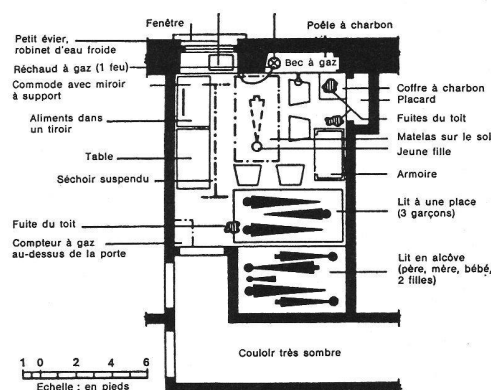 Fenêtre
Poêle à charbon
Petit évier,
robinet d'eau froide
Réchaud à gaz (1 feu)
Bec à gaz
Commode avec miroir
à support
Coffre à charbon
Placard
Aliments dans
un tiroir
Fuites du toit
Matelas sur le sol
Jeune fille
Table
Séchoir suspendu
Armoire
Lit à une place
(3 garçons)
Fuite du toit
Compteur à gaz
au-dessus de la porte
Lit en alcôve
(père, mère, bébé,
2 filles)
Couloir très sombre
1 0 2 4 6
Echelle : en pieds